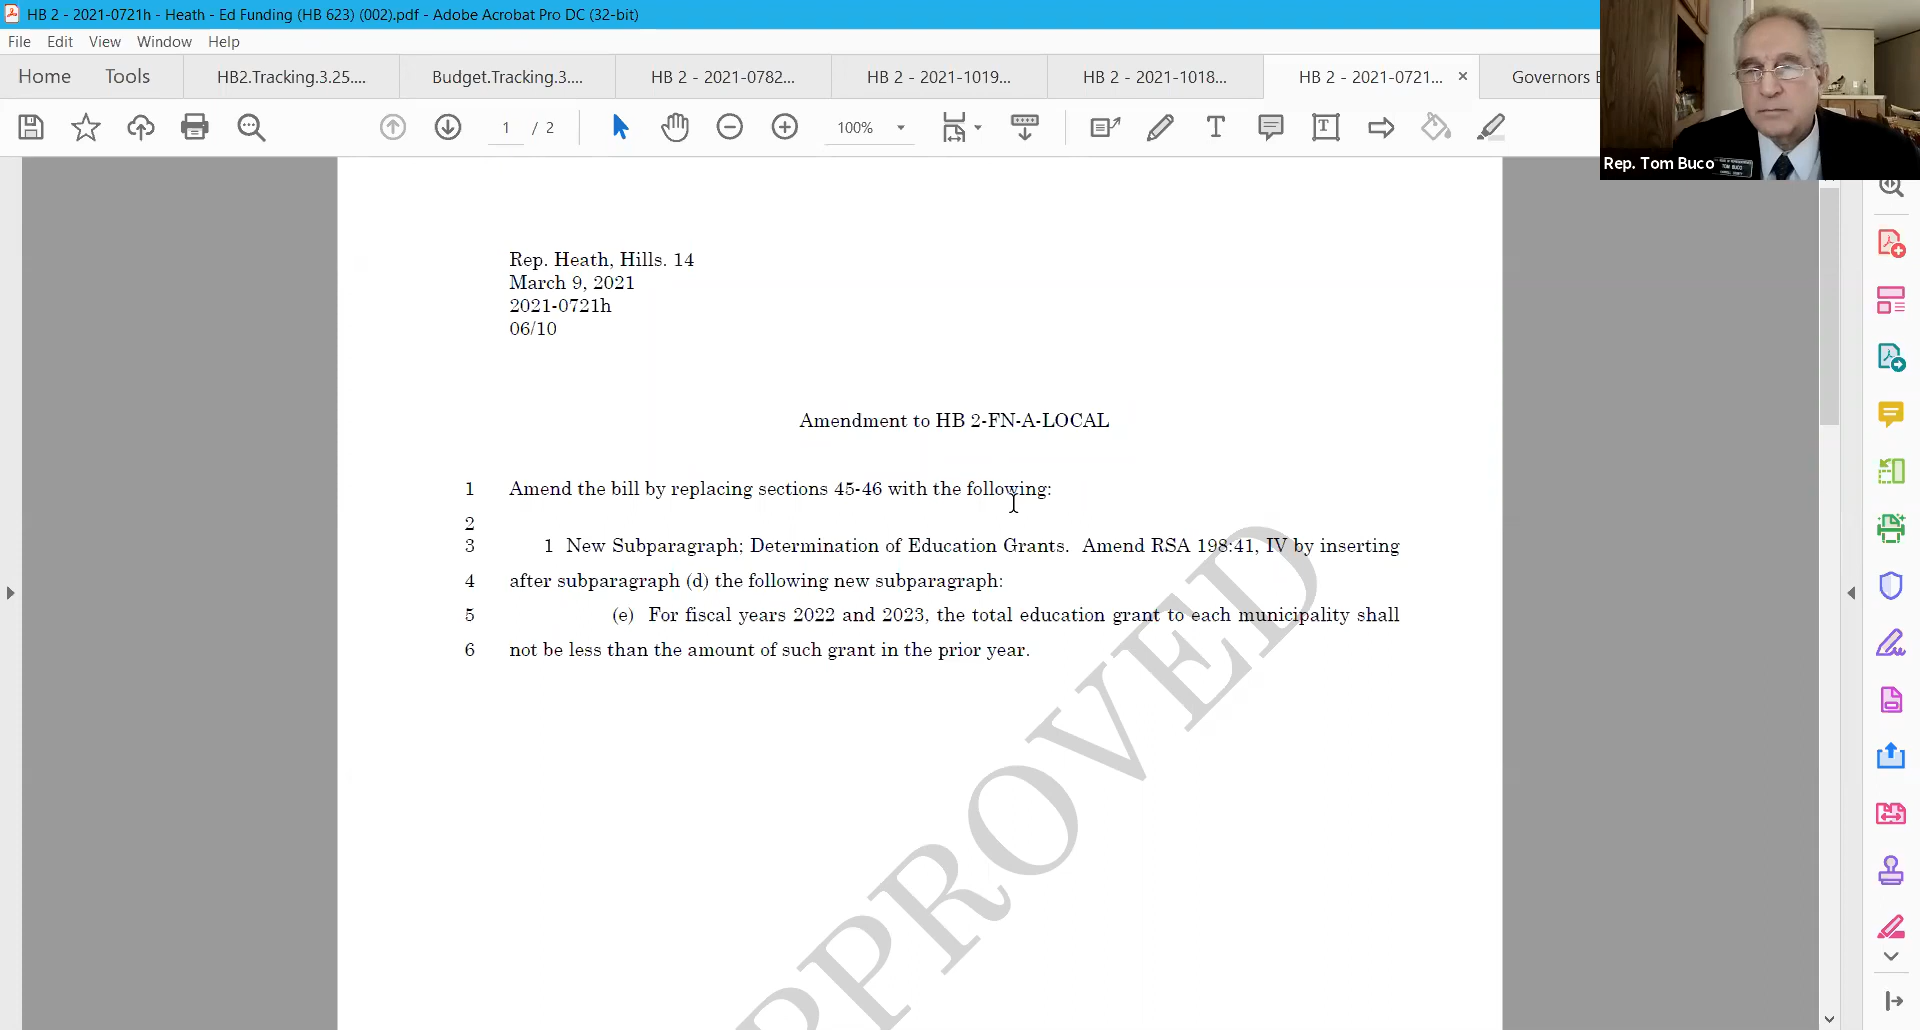 HB 2 - 2021-0721h - Heath - Ed Funding (HB 623) (002).pdf - Adobe Acrobat Pro DC (32-bit)
File Edit View Window Help
Home Tools HB2.Tracking.3.25.... Budget.Tracking.3.... HB 2 - 2021-0782... HB 2 - 2021-1019... HB 2 - 2021-1018... HB 2 - 2021-0721... × Governors
1 / 2 100%
Rep. Tom Buco
TOM BUCO
Rep. Heath, Hills. 14
March 9, 2021
2021-0721h
06/10
Amendment to HB 2-FN-A-LOCAL
1 Amend the bill by replacing sections 45-46 with the following:
2
3 1 New Subparagraph; Determination of Education Grants. Amend RSA 198:41, IV by inserting
4 after subparagraph (d) the following new subparagraph:
5 (e) For fiscal years 2022 and 2023, the total education grant to each municipality shall
6 not be less than the amount of such grant in the prior year.
PPROVED